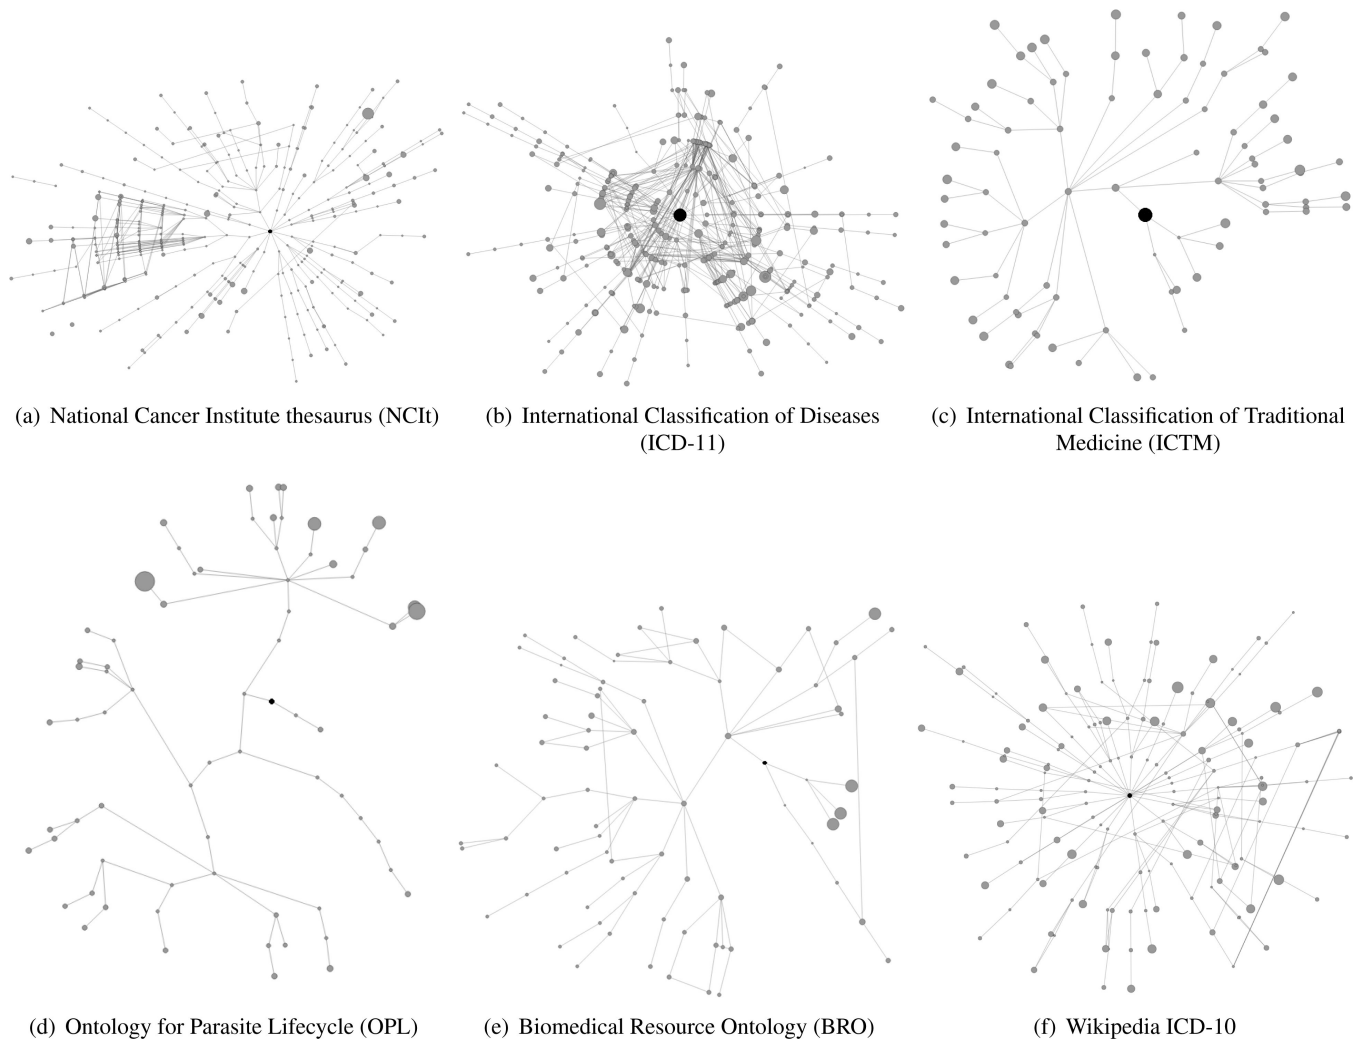 (a) National Cancer Institute thesaurus (NCIt)
(b) International Classification of Diseases
(ICD-11)
(c) International Classification of Traditional
Medicine (ICTM)
(d) Ontology for Parasite Lifecycle (OPL)
(e) Biomedical Resource Ontology (BRO)
(f) Wikipedia ICD-10